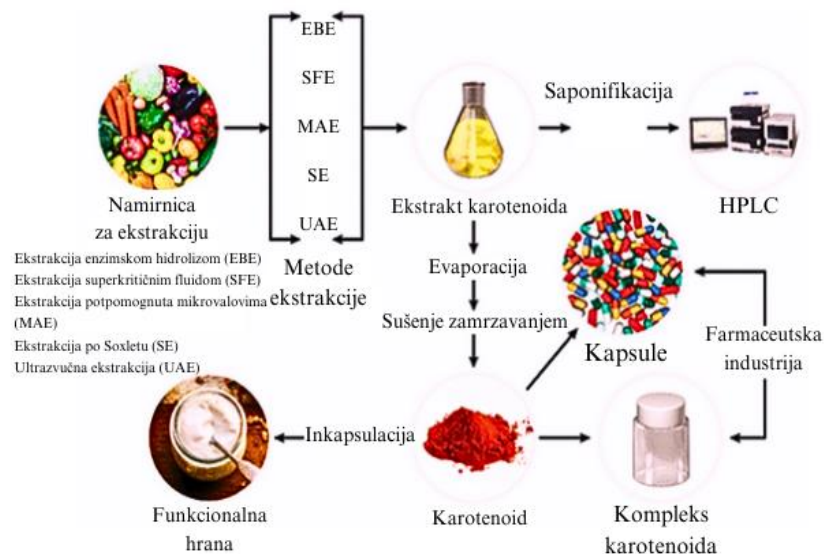 EBE
SFE
MAE
SE
UAE
Metode
ekstrakcije
Namirnica
za ekstrakciju
Ekstrakcija enzimskom hidrolizom (EBE)
Ekstrakcija superkritičnim fluidom (SFE)
Ekstrakcija potpomognuta mikrovalovima
(MAE)
Ekstrakcija po Soxletu (SE)
Ultrazvučna ekstrakcija (UAE)
Ekstrakt karotenoida
Saponifikacija
HPLC
Evaporacija
Sušenje zamrzavanjem
Kapsule
Farmaceutska
industrija
Inkapsulacija
Funkcionalna
hrana
Karotenoid
Kompleks
karotenoida